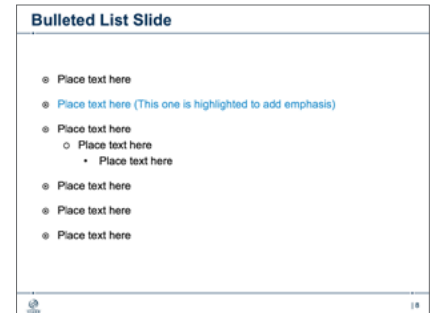 Bulleted List Slide
Place text here
Place text here (This one is highlighted to add emphasis)
Place text here
Place text here
Place text here
Place text here
Place text here
Place text here
| 8